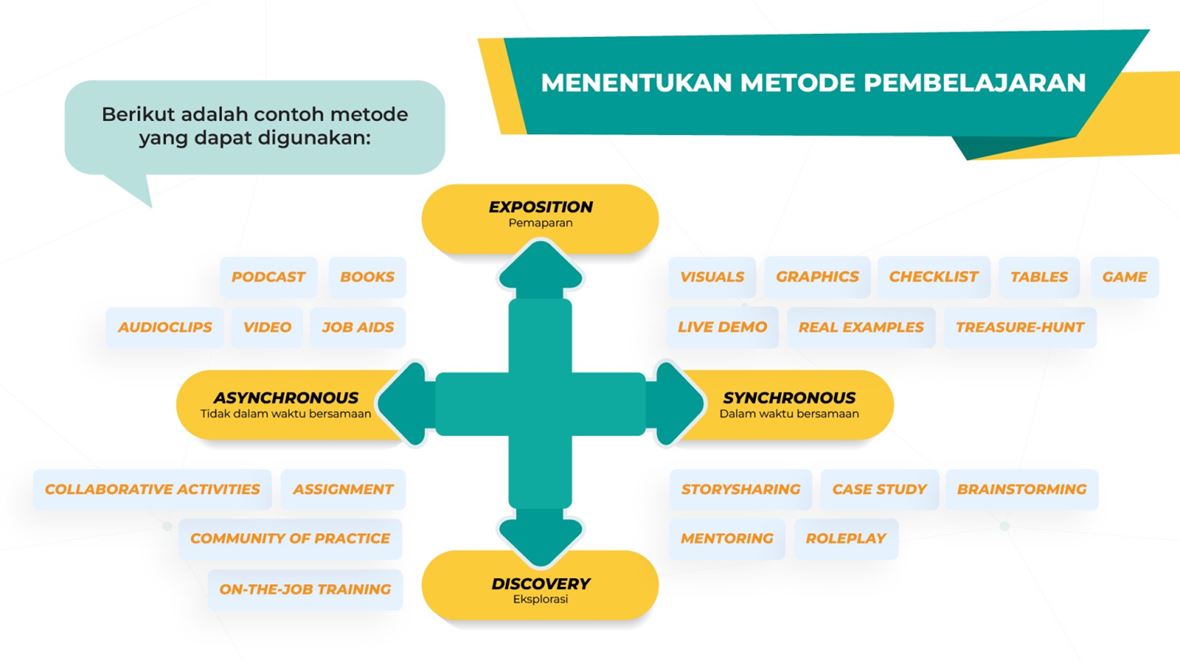 MENENTUKAN METODE PEMBELAJARAN
Berikut adalah contoh metode
yang dapat digunakan:
EXPOSITION
Pemaparan
PODCAST BOOKS
AUDIOCLIPS VIDEO JOB AIDS
VISUALS GRAPHICS CHECKLIST TABLES GAME
LIVE DEMO REAL EXAMPLES TREASURE-HUNT
ASYNCHRONOUS
Tidak dalam waktu bersamaan
SYNCHRONOUS
Dalam waktu bersamaan
COLLABORATIVE ACTIVITIES ASSIGNMENT
COMMUNITY OF PRACTICE
ON-THE-JOB TRAINING
STORYSHARING CASE STUDY BRAINSTORMING
MENTORING ROLEPLAY
DISCOVERY
Eksplorasi